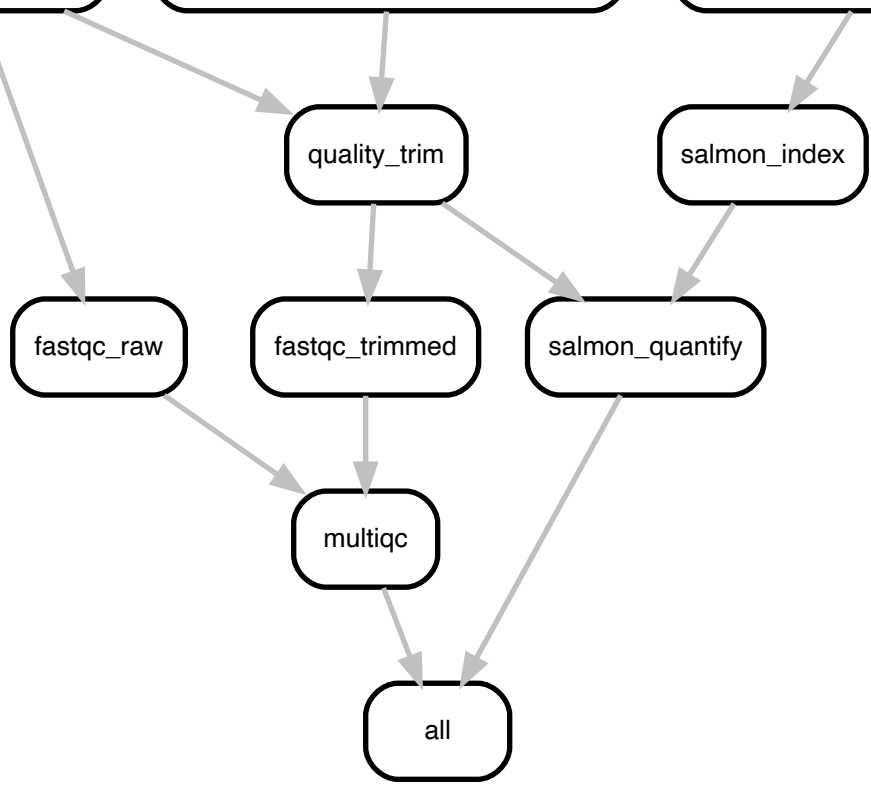 quality_trim
salmon_index
fastqc_raw
fastqc_trimmed
salmon_quantify
multiqc
all